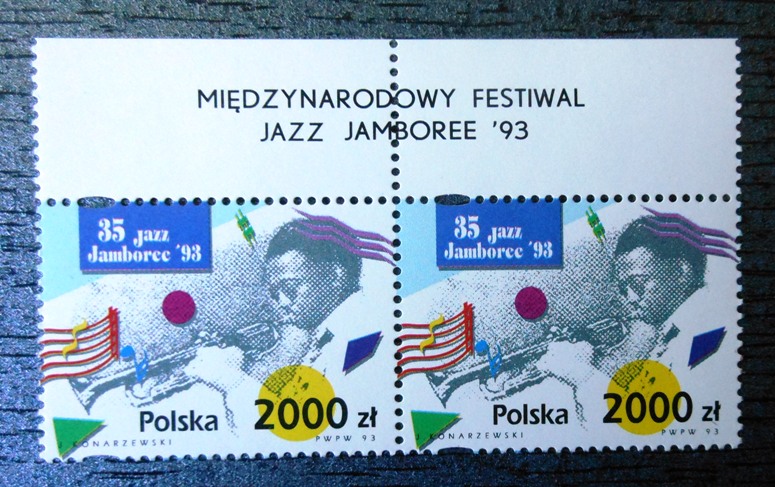 MIĘDZYNARODOWY FESTIWAL
JAZZ JAMBOREE '93
35 Jazz
Jamboree '93
Polska 2000 zł
J. KONARZEWSKI PWPW 93
35 Jazz
Jamboree '93
Polska 2000 zł
J. KONARZEWSKI PWPW 93